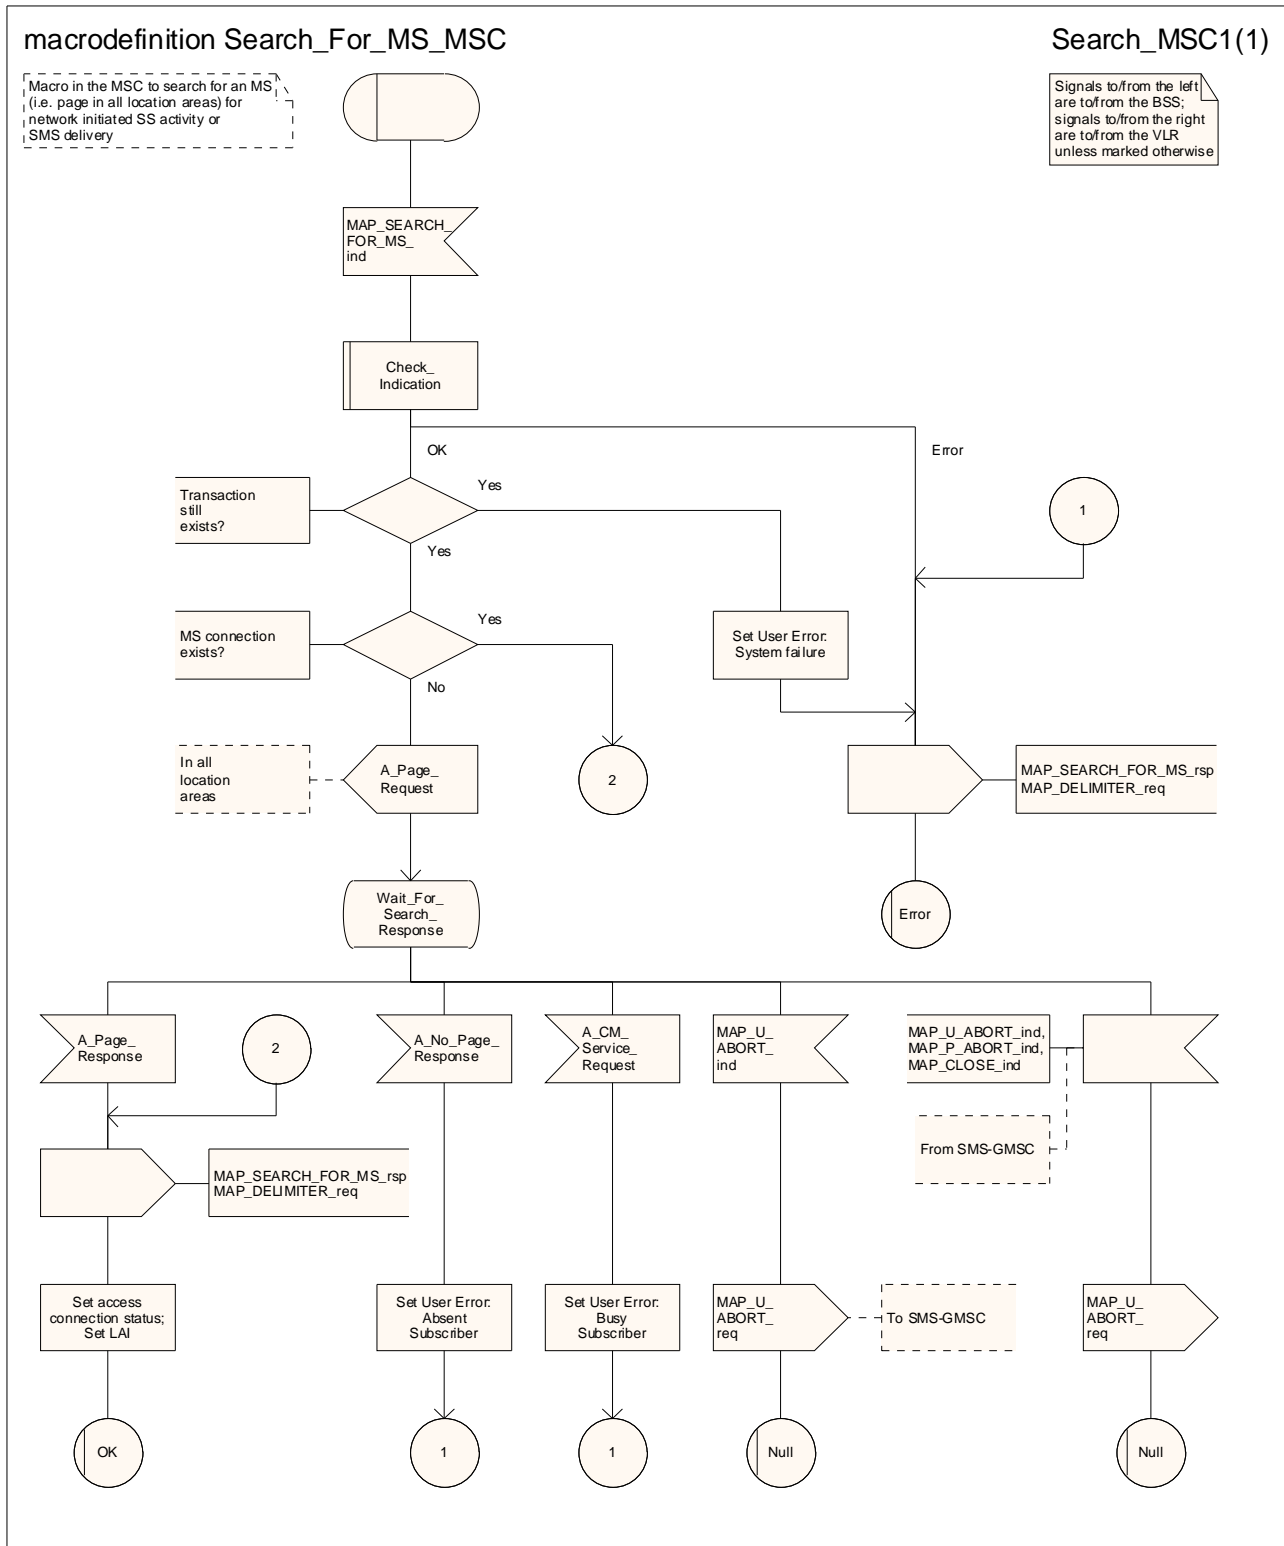 macrodefinition Search_For_MS_MSC
Search_MSC1(1)
Macro in the MSC to search for an MS
(i.e. page in all location areas) for
network initiated SS activity or
SMS delivery
Signals to/from the left
are to/from the BSS;
signals to/from the right
are to/from the VLR
unless marked otherwise
MAP_SEARCH_
FOR_MS_
ind
Check_
Indication
OK
Error
Transaction
still
exists?
Yes
Yes
1
MS connection
exists?
Yes
No
Set User Error:
System failure
In all
location
areas
A_Page_
Request
2
MAP_SEARCH_FOR_MS_rsp
MAP_DELIMITER_req
Wait_For_
Search_
Response
Error
A_Page_
Response
2
A_No_Page_
Response
A_CM_
Service_
Request
MAP_U_
ABORT_
ind
MAP_U_ABORT_ind,
MAP_P_ABORT_ind,
MAP_CLOSE_ind
From SMS-GMSC
MAP_SEARCH_FOR_MS_rsp
MAP_DELIMITER_req
Set access
connection status;
Set LAI
Set User Error:
Absent
Subscriber
Set User Error:
Busy
Subscriber
MAP_U_
ABORT_
req
To SMS-GMSC
MAP_U_
ABORT_
req
OK
1
1
Null
Null